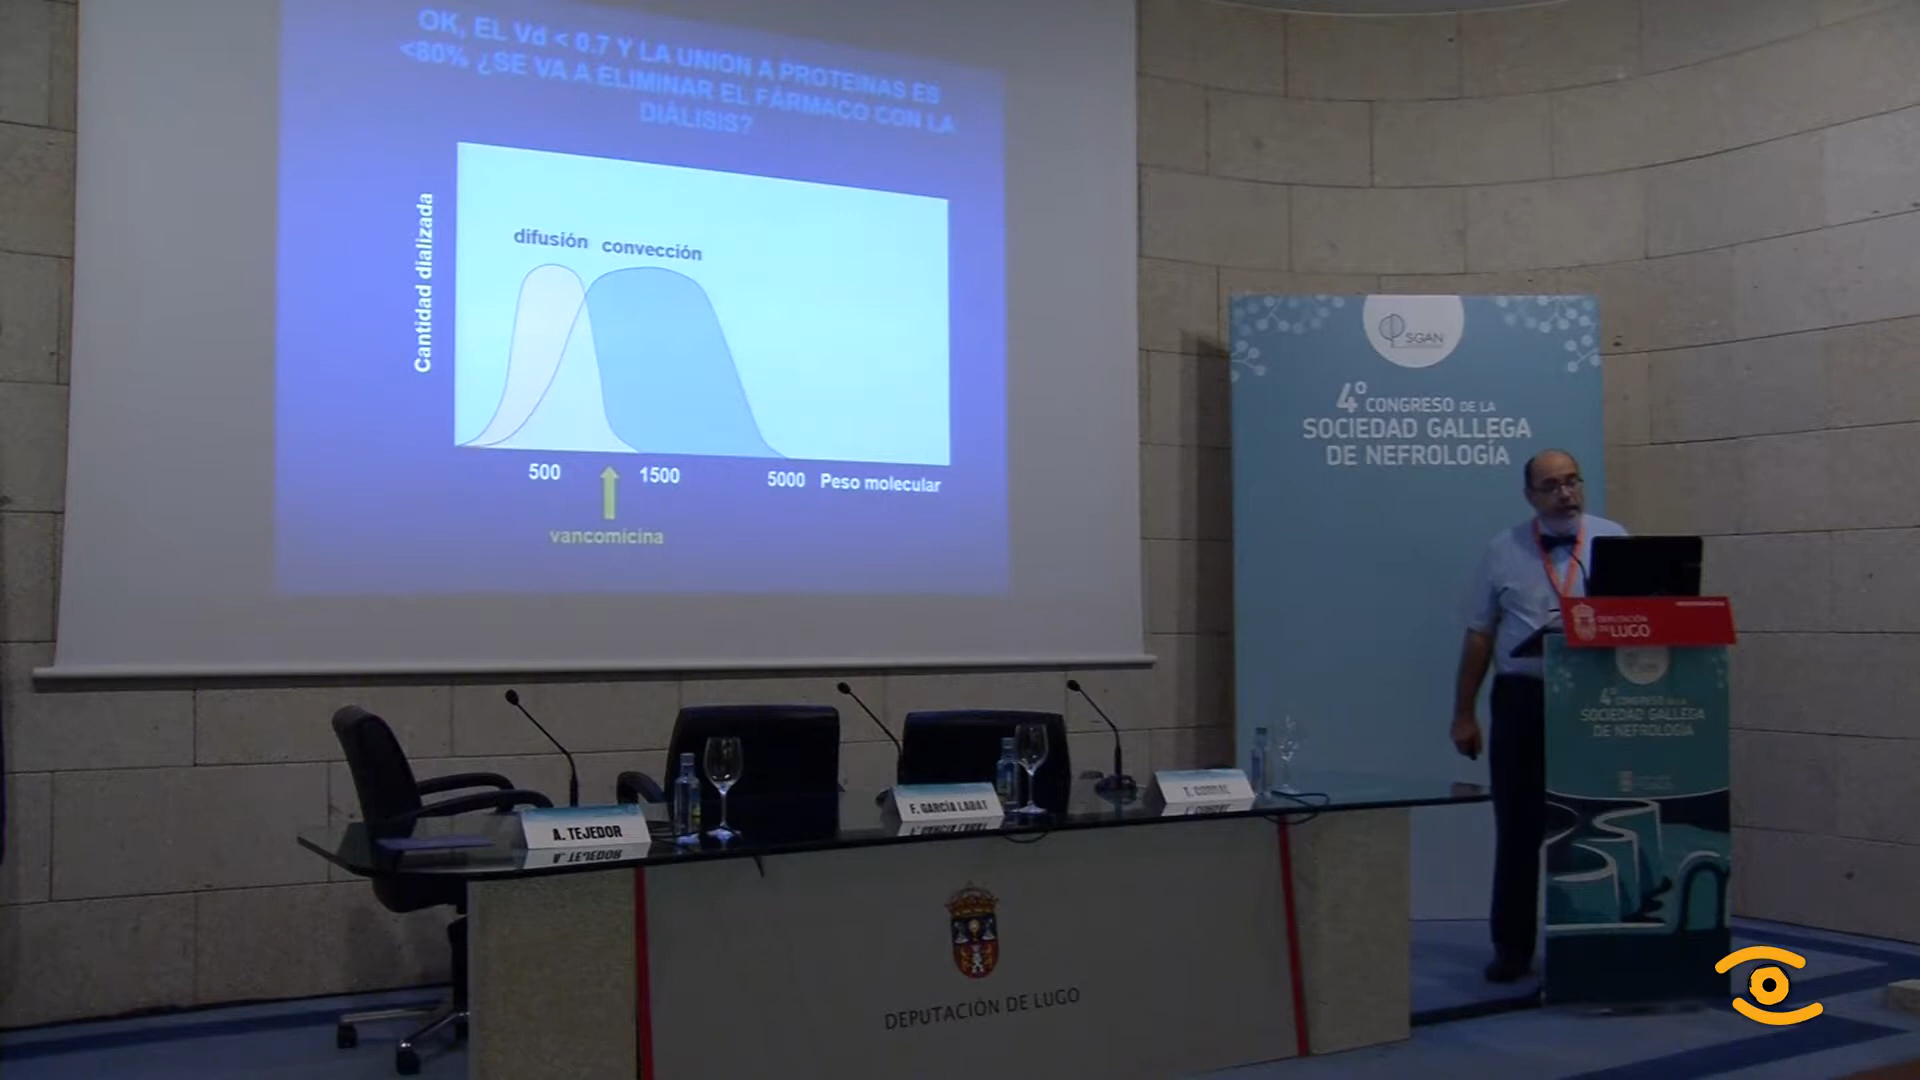 OK, EL Vd < 0.7 Y LA UNION A PROTEINAS ES
<80% ¿SE VA A ELIMINAR EL FÁRMACO CON LA
DIÁLISIS?
Cantidad dializada
difusión convección
500
1500
5000 Peso molecular
vancomicina
SGAN
4º CONGRESO DE LA
SOCIEDAD GALLEGA
DE NEFROLOGÍA
DEPUTACIÓN
DE LUGO
4º CONGRESO DE LA
SOCIEDAD GALLEGA
DE NEFROLOGÍA
A. TEJEDOR
F. GARCÍA LABAT
DEPUTACIÓN DE LUGO